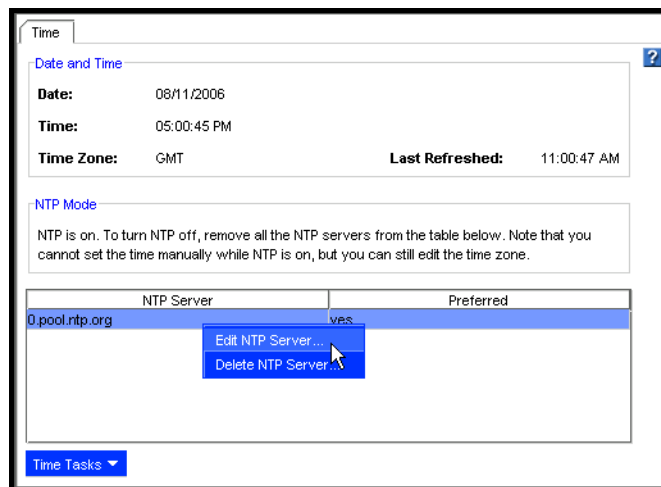 Time
?
Date and Time
Date: 08/11/2006
Time: 05:00:45 PM
Time Zone: GMT Last Refreshed: 11:00:47 AM
NTP Mode
NTP is on. To turn NTP off, remove all the NTP servers from the table below. Note that you
cannot set the time manually while NTP is on, but you can still edit the time zone.
NTP Server Preferred
0.pool.ntp.org yes
Edit NTP Server...
Delete NTP Server...
Time Tasks